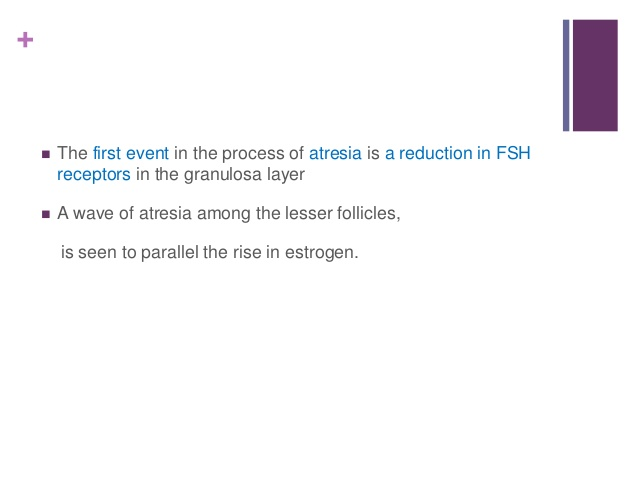 +
The first event in the process of atresia is a reduction in FSH
receptors in the granulosa layer
A wave of atresia among the lesser follicles,
is seen to parallel the rise in estrogen.